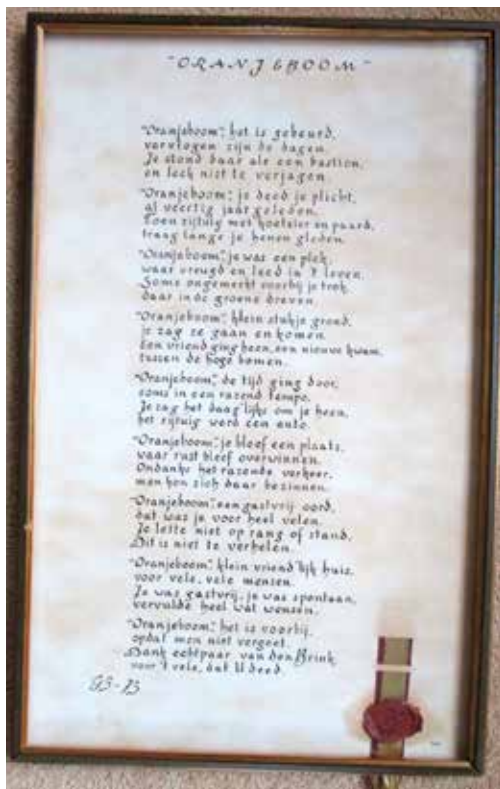 "ORANJEBOOM"
"Oranjeboom", het is gebeurd,
vervlogen zijn de dagen.
Je stond daar als een bastion,
en leek niet te verjagen.
"Oranjeboom", je deed je plicht,
al veertig jaar geleden.
Toen rijtuig met koetsier en paard,
traag langs je henen gleden.
"Oranjeboom", je was een plek,
waar vreugd en leed in 't leven.
Soms ongemerkt voorbij je trok
daar in de groene dreven.
"Oranjeboom", klein stukje grond,
je zag ze gaan en komen.
Een vriend ging heen, een nieuwe kwam,
tussen de hoge bomen.
"Oranjeboom", de tijd ging door,
soms in een razend tempo.
Je zag het daag'lijks om je heen,
het rijtuig werd een auto.
"Oranjeboom", je bleef een plaats,
waar rust bleef overwinnen.
Ondanks het razende verkeer,
men kon zich daar bezinnen.
"Oranjeboom", een gastvrij oord,
dat was je voor heel velen.
Je lette niet op rang of stand,
Dit is niet te verhelen.
"Oranjeboom", klein vriend'lijk huis,
voor vele, vele mensen.
Je was gastvrij, je was spontaan,
vervulde heel wat wensen.
"Oranjeboom", het is voorbij,
opdat men niet vergeet.
Dank echtpaar van den Brink
voor 't vele, dat U deed.